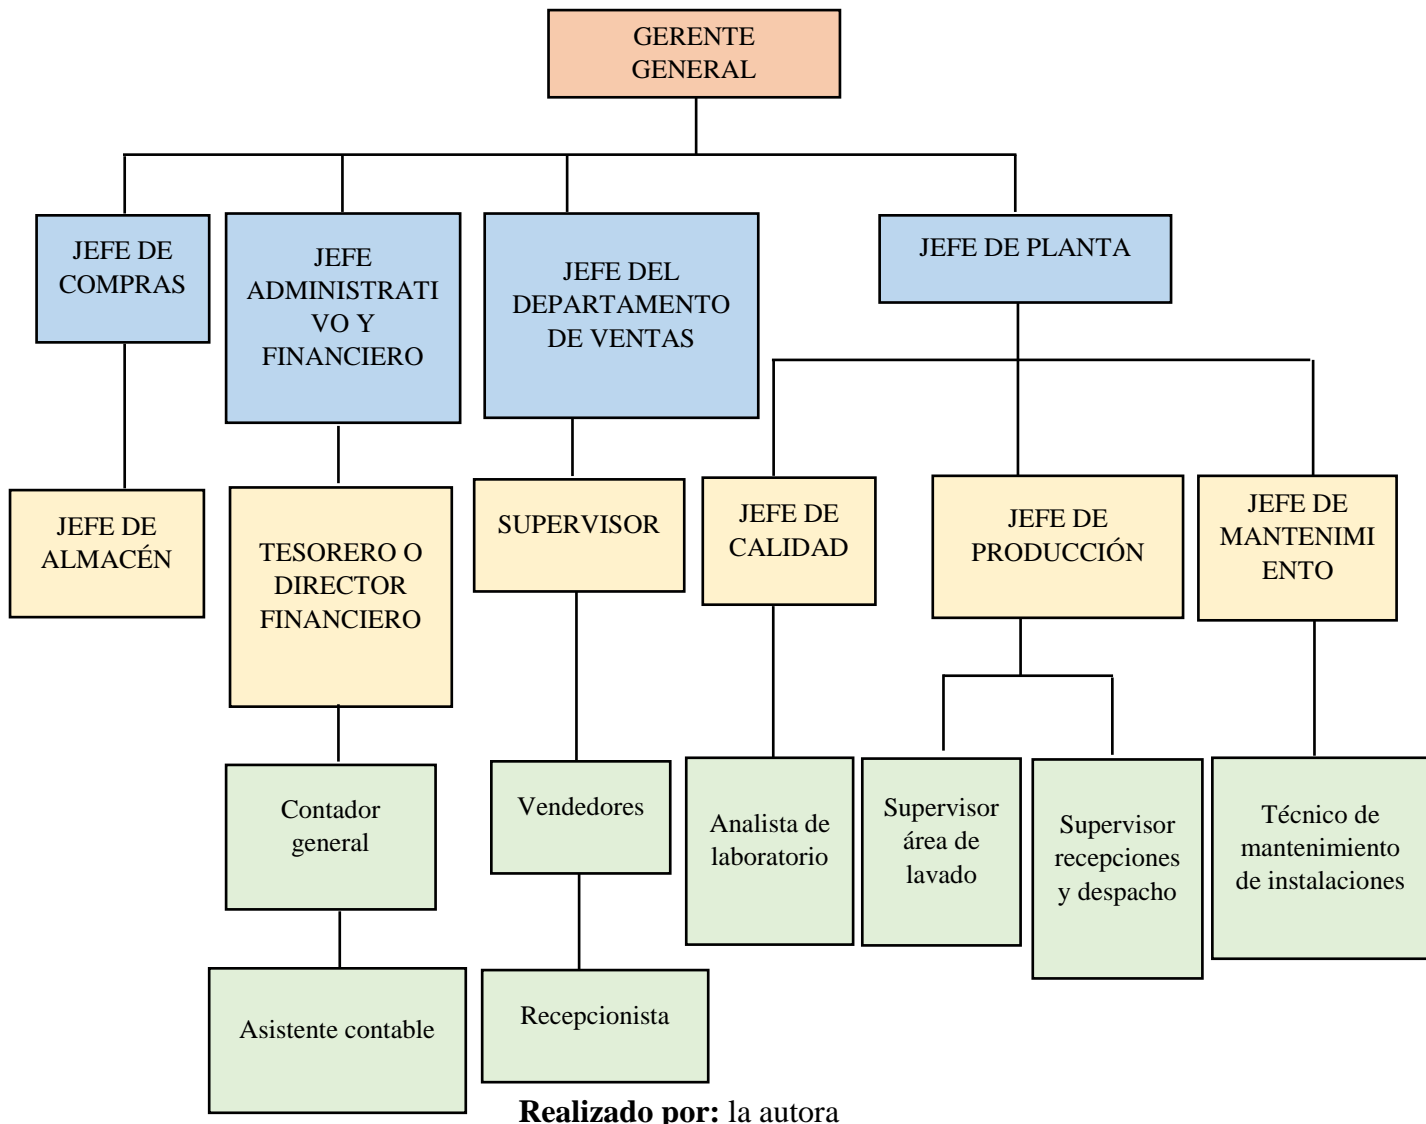 GERENTE
GENERAL
JEFE DE
COMPRAS
JEFE
ADMINISTRATI
VO Y
FINANCIERO
JEFE DEL
DEPARTAMENTO
DE VENTAS
JEFE DE PLANTA
JEFE DE
ALMACÉN
TESORERO O
DIRECTOR
FINANCIERO
SUPERVISOR
JEFE DE
CALIDAD
JEFE DE
PRODUCCIÓN
JEFE DE
MANTENIMI
ENTO
Contador
general
Vendedores
Analista de
laboratorio
Supervisor
área de
lavado
Supervisor
recepciones
y despacho
Técnico de
mantenimiento
de instalaciones
Asistente contable
Recepcionista
Realizado por: la autora